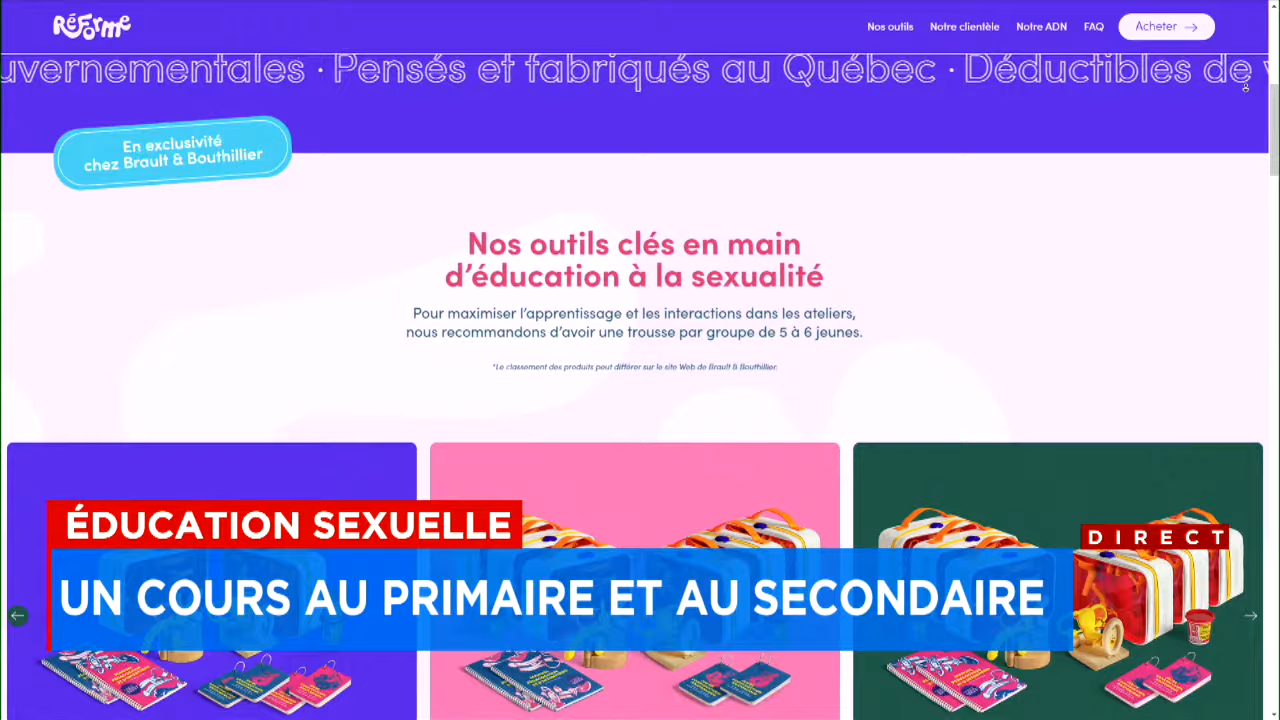 Réforme
Nos outils Notre clientèle Notre ADN FAQ Acheter
uvernementales · Pensés et fabriqués au Québec · Déductibles de
En exclusivité
chez Brault & Bouthillier
Nos outils clés en main
d'éducation à la sexualité
Pour maximiser l'apprentissage et les interactions dans les ateliers,
nous recommandons d'avoir une trousse par groupe de 5 à 6 jeunes.
*Le classement des produits peut différer sur le site Web de Brault & Bouthillier.
ÉDUCATION SEXUELLE
DIRECT
UN COURS AU PRIMAIRE ET AU SECONDAIRE